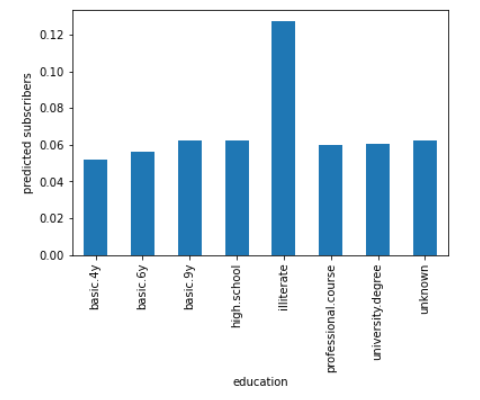 0.12
0.10
0.08
0.06
0.04
0.02
0.00
predicted subscribers
basic.4y
basic.6y
basic.9y
high.school
illiterate
professional.course
university.degree
unknown
education